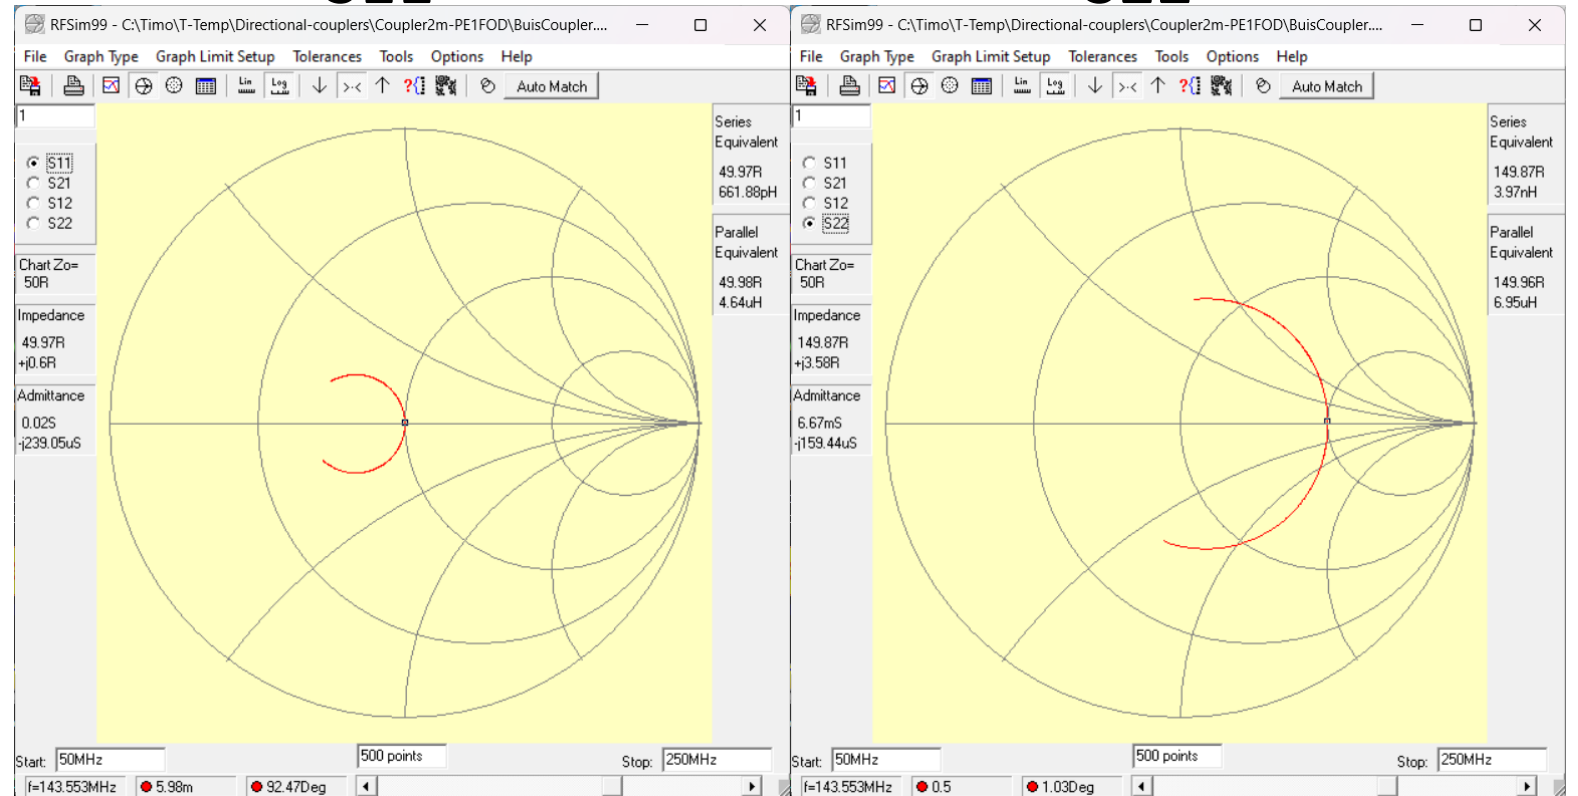 RFSim99 - C:\Timo\T-Temp\Directional-couplers\Coupler2m-PE1FOD\BuisCoupler....
File Graph Type Graph Limit Setup Tolerances Tools Options Help
Lin Log Auto Match
1
S11
S21
S12
S22
Chart Zo=
50R
Impedance
49.97R
+j0.6R
Admittance
0.02S
-j239.05uS
Series
Equivalent
49.97R
661.88pH
Parallel
Equivalent
49.98R
4.64uH
Start: 50MHz 500 points Stop: 250MHz
f=143.553MHz 5.98m 92.47Deg
RFSim99 - C:\Timo\T-Temp\Directional-couplers\Coupler2m-PE1FOD\BuisCoupler....
File Graph Type Graph Limit Setup Tolerances Tools Options Help
Lin Log Auto Match
1
S11
S21
S12
S22
Chart Zo=
50R
Impedance
149.87R
+j3.58R
Admittance
6.67mS
-j159.44uS
Series
Equivalent
149.87R
3.97nH
Parallel
Equivalent
149.96R
6.95uH
Start: 50MHz 500 points Stop: 250MHz
f=143.553MHz 0.5 1.03Deg